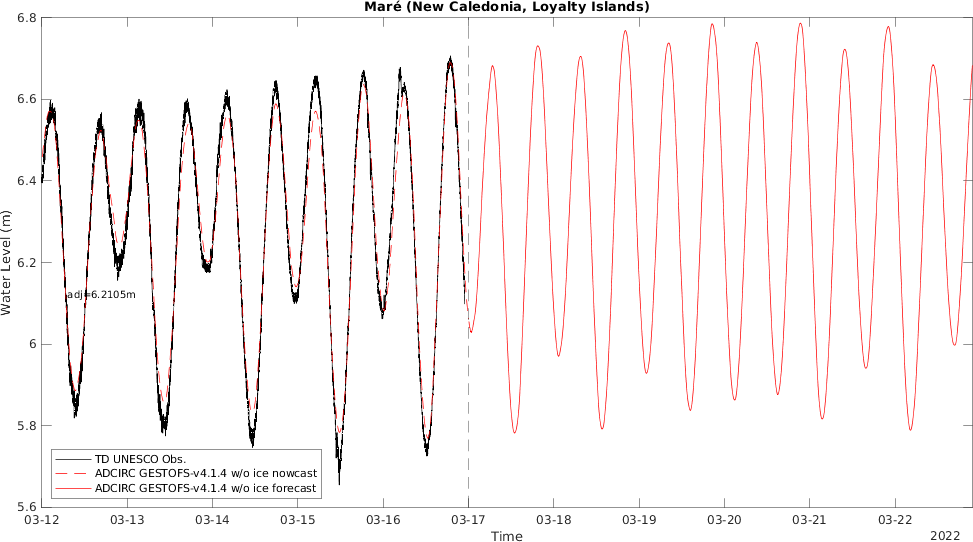 Maré (New Caledonia, Loyalty Islands)
6.8
6.6
6.4
6.2
6
5.8
5.6
Water Level (m)
adj=6.2105m
TD UNESCO Obs.
ADCIRC GESTOFS-v4.1.4 w/o ice nowcast
ADCIRC GESTOFS-v4.1.4 w/o ice forecast
03-12 03-13 03-14 03-15 03-16 03-17 03-18 03-19 03-20 03-21 03-22
Time
2022